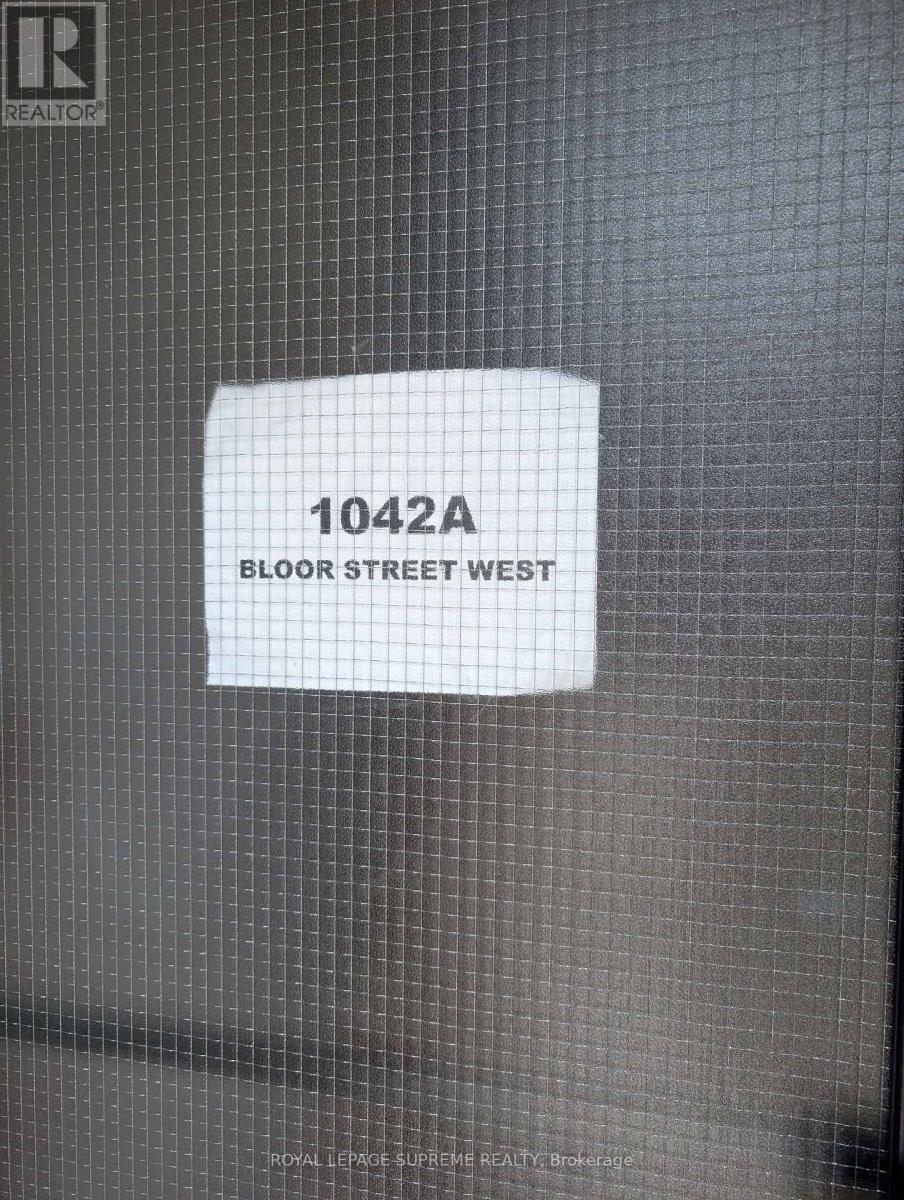 R
REALTOR®
1042A
BLOOR STREET WEST
ROYAL LEPAGE SUPREME REALTY, Brokerage